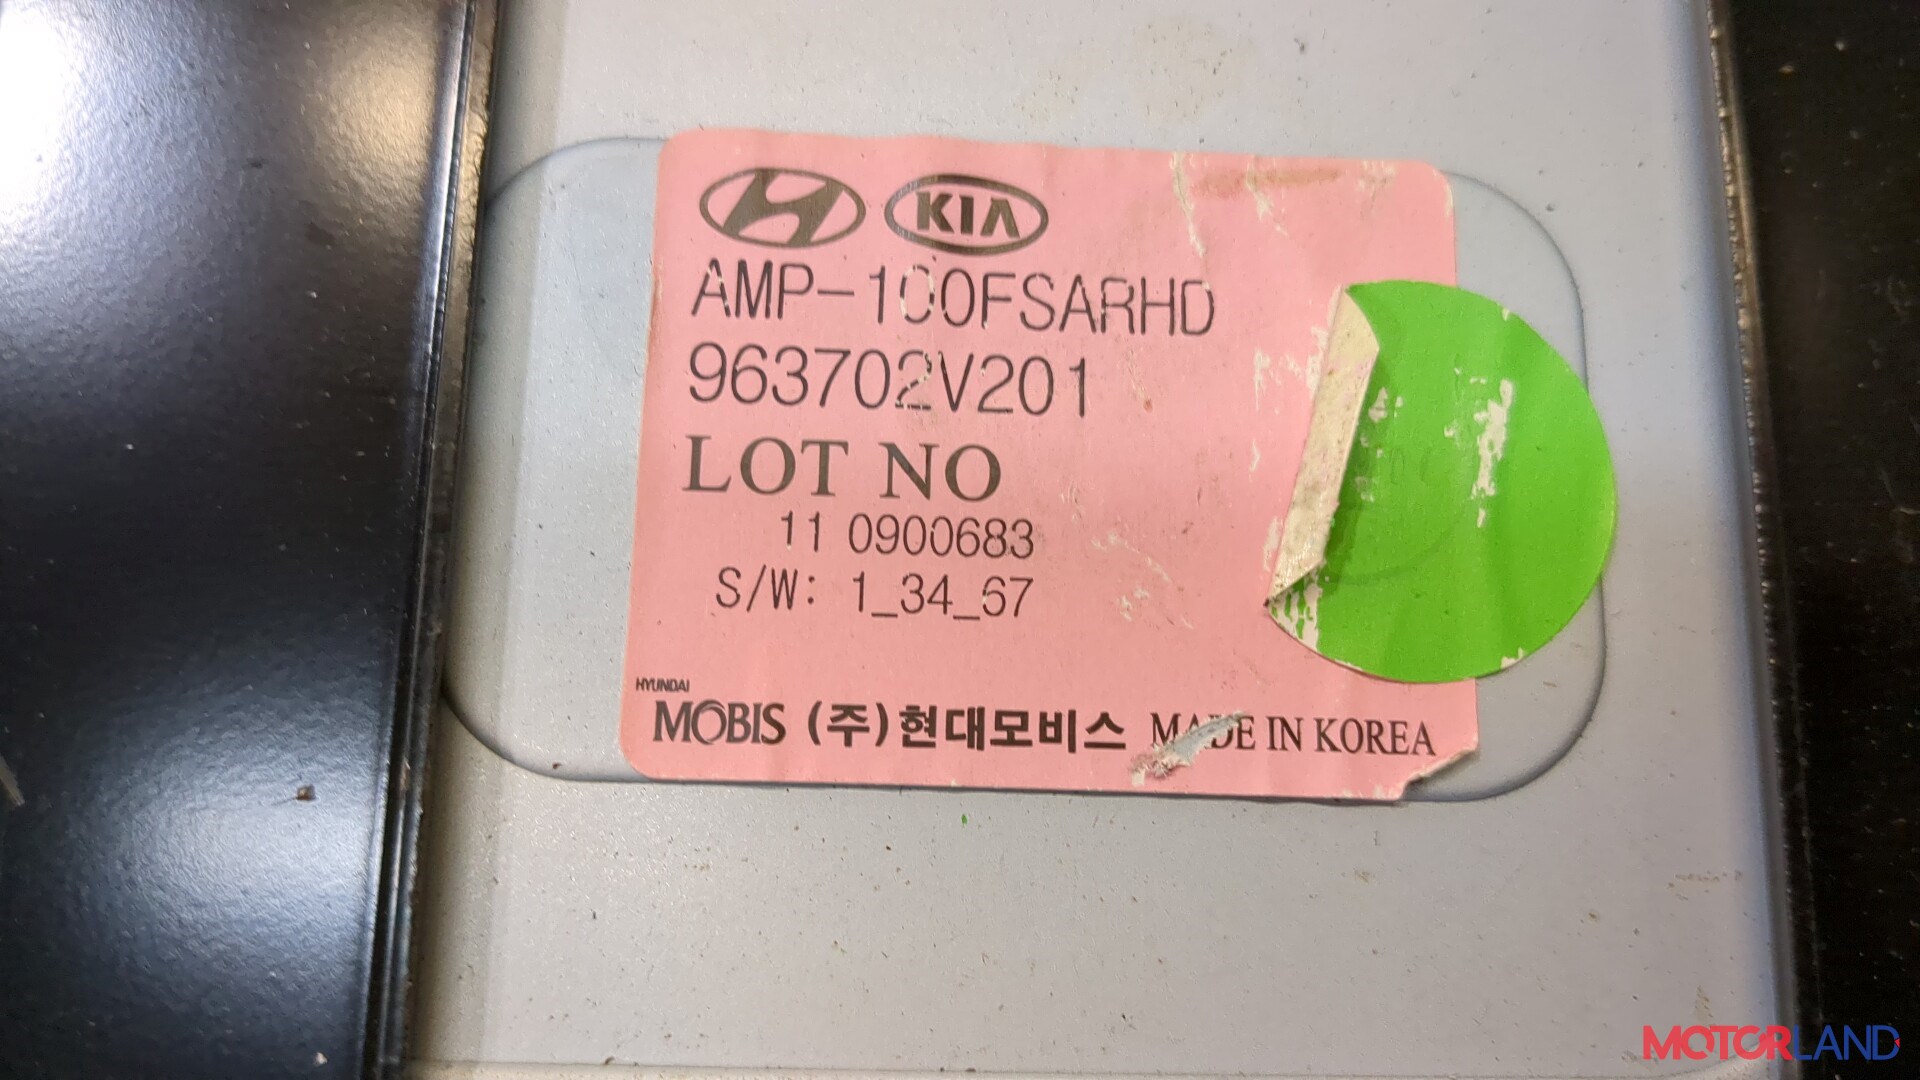 KIA
AMP-100FSARHD
963702V201
LOT NO
11 0900683
S/W: 1_34_67
HYUNDAI
MOBIS (주)현대모비스 MADE IN KOREA
MOTORLAND